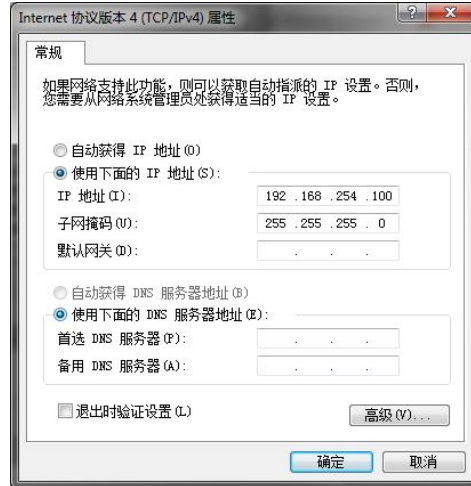 Internet 协议版本 4 (TCP/IPv4) 属性
常规
如果网络支持此功能，则可以获取自动指派的 IP 设置。否则，
您需要从网络系统管理员处获得适当的 IP 设置。
自动获得 IP 地址(O)
使用下面的 IP 地址(S):
IP 地址(I): 192 .168 .254 .100
子网掩码(U): 255 .255 .255 . 0
默认网关(D): . . .
自动获得 DNS 服务器地址(B)
使用下面的 DNS 服务器地址(E):
首选 DNS 服务器(P): . . .
备用 DNS 服务器(A): . . .
退出时验证设置(L)
高级(V)...
确定 取消